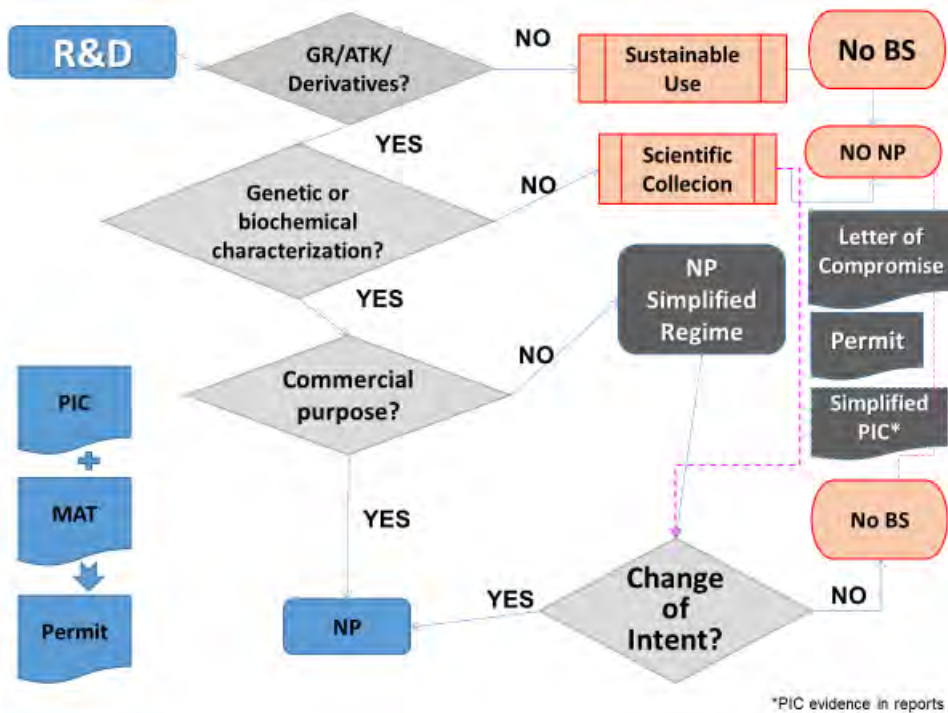 R&D
GR/ATK/
Derivatives?
NO
Sustainable
Use
No BS
YES
NO NP
Genetic or
biochemical
characterization?
NO
Scientific
Collecion
Letter of
Compromise
YES
NP
Simplified
Regime
Permit
NO
Commercial
purpose?
Simplified
PIC*
PIC
MAT
Permit
YES
No BS
Change
of
Intent?
YES
NO
NP
*PIC evidence in reports